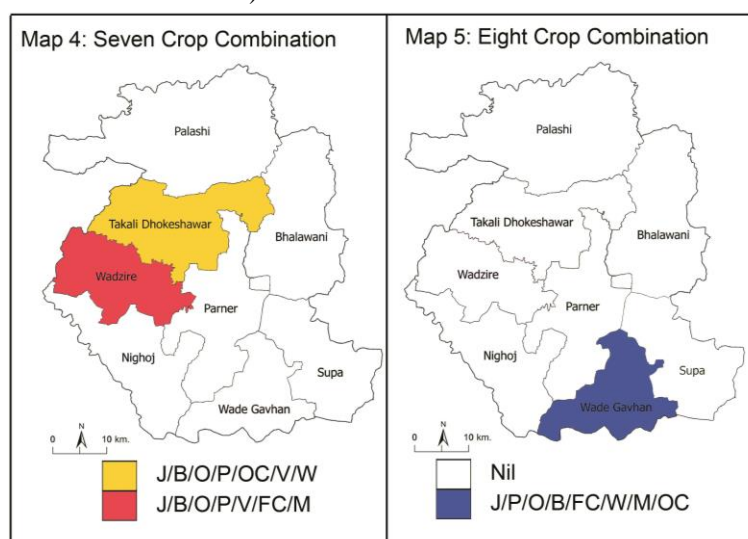 Map 4: Seven Crop Combination
Palashi
Takali Dhokeshawar
Bhalawani
Wadzire
Parner
Nighoj
Supa
Wade Gavhan
N
0 10 km.
J/B/O/P/OC/V/W
J/B/O/P/V/FC/M
Map 5: Eight Crop Combination
Palashi
Takali Dhokeshawar
Bhalawani
Wadzire
Parner
Nighoj
Supa
Wade Gavhan
N
0 10 km.
Nil
J/P/O/B/FC/W/M/OC